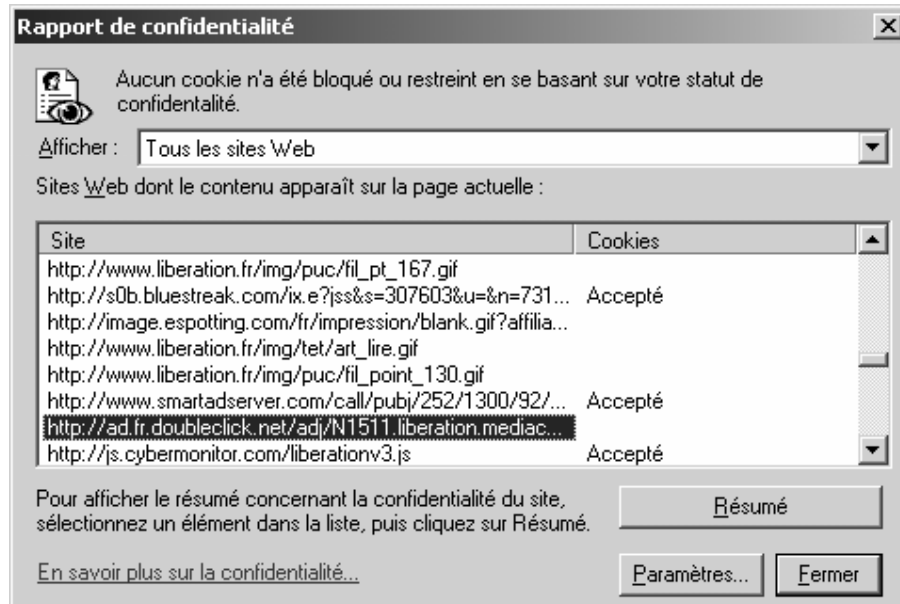 Rapport de confidentialité
Aucun cookie n'a été bloqué ou restreint en se basant sur votre statut de
confidentalité.
Afficher : Tous les sites Web
Sites Web dont le contenu apparaît sur la page actuelle :
Site Cookies
http://www.liberation.fr/img/puc/fil_pt_167.gif
http://s0b.bluestreak.com/ix.e?jss&s=307603&u=&n=731... Accepté
http://image.espotting.com/fr/impression/blank.gif?affilia...
http://www.liberation.fr/img/tet/art_lire.gif
http://www.liberation.fr/img/puc/fil_point_130.gif
http://www.smartadserver.com/call/pubj/252/1300/92/... Accepté
http://ad.fr.doubleclick.net/adj/N1511.liberation.mediac...
http://js.cybermonitor.com/liberationv3.js Accepté
Pour afficher le résumé concernant la confidentialité du site,
sélectionnez un élément dans la liste, puis cliquez sur Résumé.
Résumé
En savoir plus sur la confidentialité...
Paramètres... Fermer